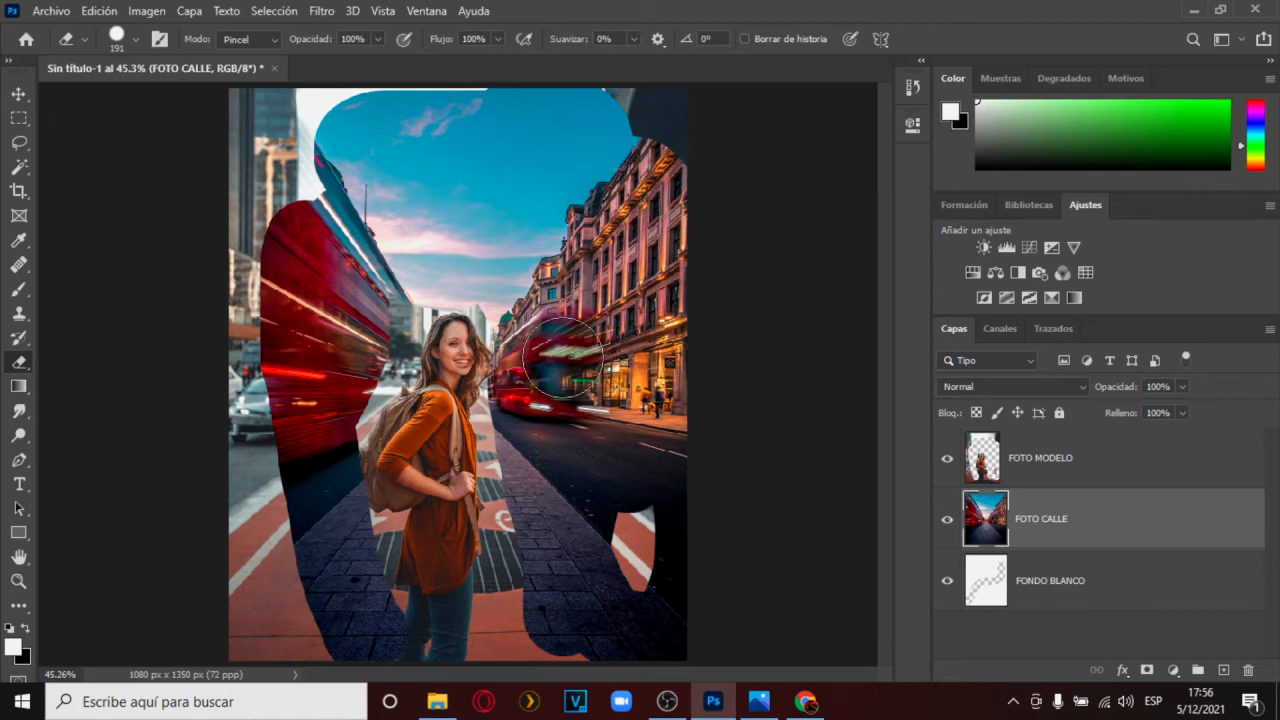 Ps Archivo Edición Imagen Capa Texto Selección Filtro 3D Vista Ventana Ayuda
191 Modo: Pincel Opacidad: 100% Flujo: 100% Suavizar: 0% 0° Borrar de historia
Sin título-1 al 45.3% (FOTO CALLE, RGB/8*) * ×
Color Muestras Degradados Motivos
Formación Bibliotecas Ajustes
Añadir un ajuste
Capas Canales Trazados
Tipo
Normal Opacidad: 100%
Bloq.: Relleno: 100%
FOTO MODELO
FOTO CALLE
FONDO BLANCO
45.26% 1080 px x 1350 px (72 ppp)
Escribe aquí para buscar
Ps
ESP
17:56
5/12/2021
1